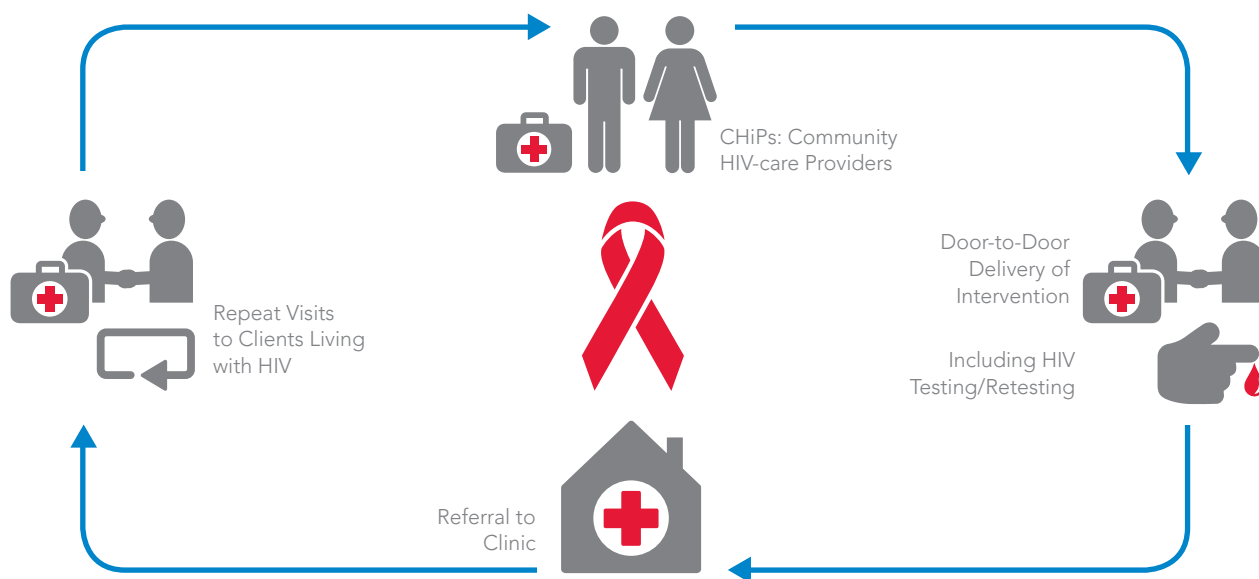 CHiPs: Community
HIV-care Providers
Door-to-Door
Delivery of
Intervention
Including HIV
Testing/Retesting
Referral to
Clinic
Repeat Visits
to Clients Living
with HIV